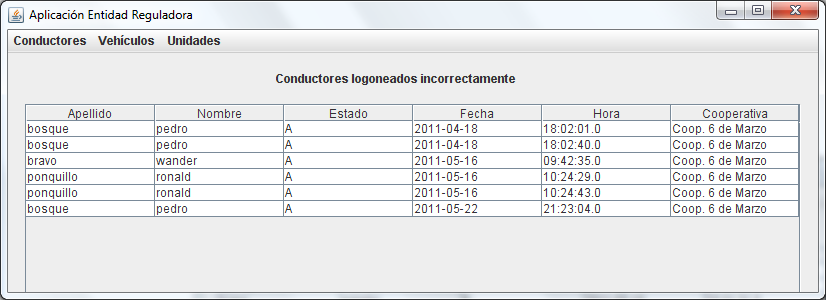 Aplicación Entidad Reguladora
Conductores Vehículos Unidades
Conductores logoneados incorrectamente
Apellido Nombre Estado Fecha Hora Cooperativa
bosque pedro A 2011-04-18 18:02:01.0 Coop. 6 de Marzo
bosque pedro A 2011-04-18 18:02:40.0 Coop. 6 de Marzo
bravo wander A 2011-05-16 09:42:35.0 Coop. 6 de Marzo
ponquillo ronald A 2011-05-16 10:24:29.0 Coop. 6 de Marzo
ponquillo ronald A 2011-05-16 10:24:43.0 Coop. 6 de Marzo
bosque pedro A 2011-05-22 21:23:04.0 Coop. 6 de Marzo